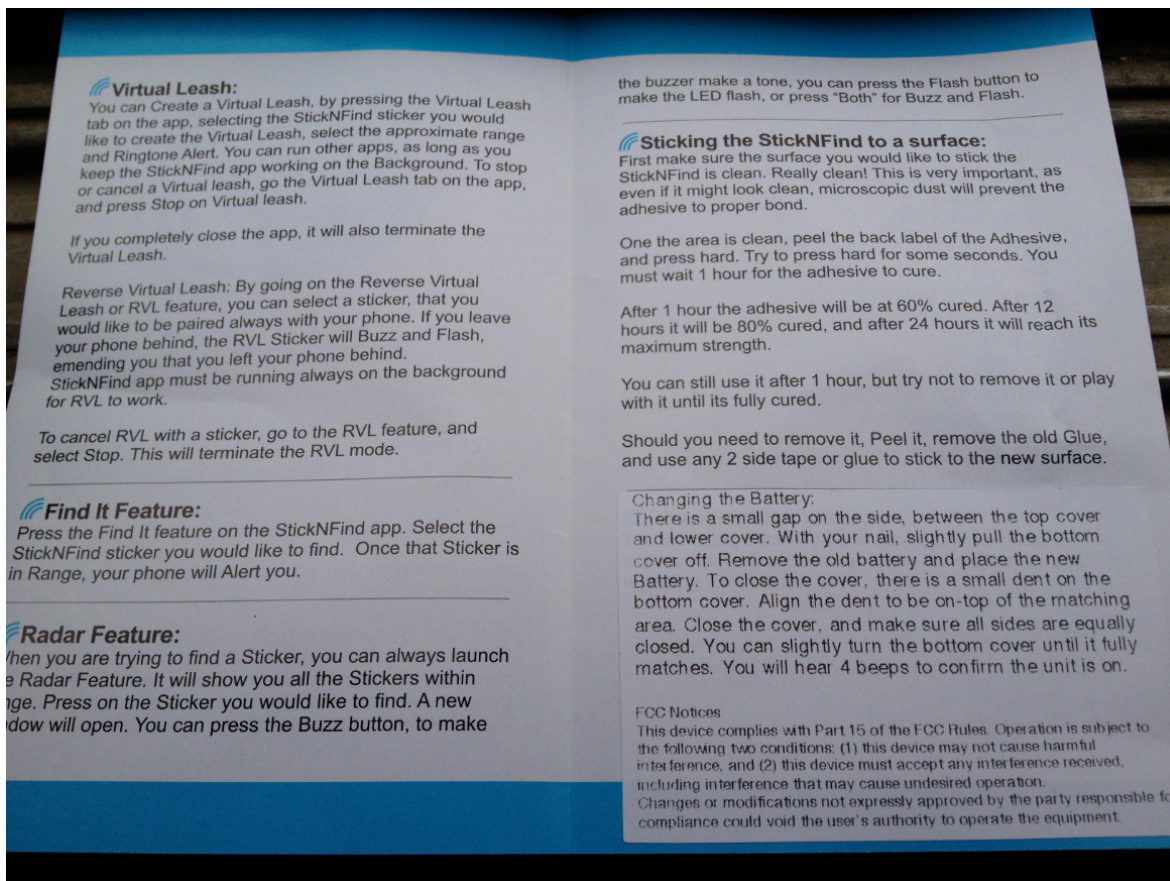 Virtual Leash:
You can Create a Virtual Leash, by pressing the Virtual Leash
tab on the app, selecting the StickNFind sticker you would
like to create the Virtual Leash, select the approximate range
and Ringtone Alert. You can run other apps, as long as you
keep the StickNFind app working on the Background. To stop
or cancel a Virtual leash, go the Virtual Leash tab on the app,
and press Stop on Virtual leash.
If you completely close the app, it will also terminate the
Virtual Leash.
Reverse Virtual Leash: By going on the Reverse Virtual
Leash or RVL feature, you can select a sticker, that you
would like to be paired always with your phone. If you leave
your phone behind, the RVL Sticker will Buzz and Flash,
emending you that you left your phone behind.
StickNFind app must be running always on the background
for RVL to work.
To cancel RVL with a sticker, go to the RVL feature, and
select Stop. This will terminate the RVL mode.
Find It Feature:
Press the Find It feature on the StickNFind app. Select the
StickNFind sticker you would like to find. Once that Sticker is
in Range, your phone will Alert you.
Radar Feature:
hen you are trying to find a Sticker, you can always launch
e Radar Feature. It will show you all the Stickers within
nge. Press on the Sticker you would like to find. A new
dow will open. You can press the Buzz button, to make
the buzzer make a tone, you can press the Flash button to
make the LED flash, or press "Both" for Buzz and Flash.
Sticking the StickNFind to a surface:
First make sure the surface you would like to stick the
StickNFind is clean. Really clean! This is very important, as
even if it might look clean, microscopic dust will prevent the
adhesive to proper bond.
One the area is clean, peel the back label of the Adhesive,
and press hard. Try to press hard for some seconds. You
must wait 1 hour for the adhesive to cure.
After 1 hour the adhesive will be at 60% cured. After 12
hours it will be 80% cured, and after 24 hours it will reach its
maximum strength.
You can still use it after 1 hour, but try not to remove it or play
with it until its fully cured.
Should you need to remove it, Peel it, remove the old Glue,
and use any 2 side tape or glue to stick to the new surface.
Changing the Battery:
There is a small gap on the side, between the top cover
and lower cover. With your nail, slightly pull the bottom
cover off. Remove the old battery and place the new
Battery. To close the cover, there is a small dent on the
bottom cover. Align the dent to be on-top of the matching
area. Close the cover, and make sure all sides are equally
closed. You can slightly turn the bottom cover until it fully
matches. You will hear 4 beeps to confirm the unit is on.
FCC Notices
This device complies with Part 15 of the FCC Rules. Operation is subject to
the following two conditions: (1) this device may not cause harmful
interference, and (2) this device must accept any interference received,
including interference that may cause undesired operation.
Changes or modifications not expressly approved by the party responsible fo
compliance could void the user's authority to operate the equipment.